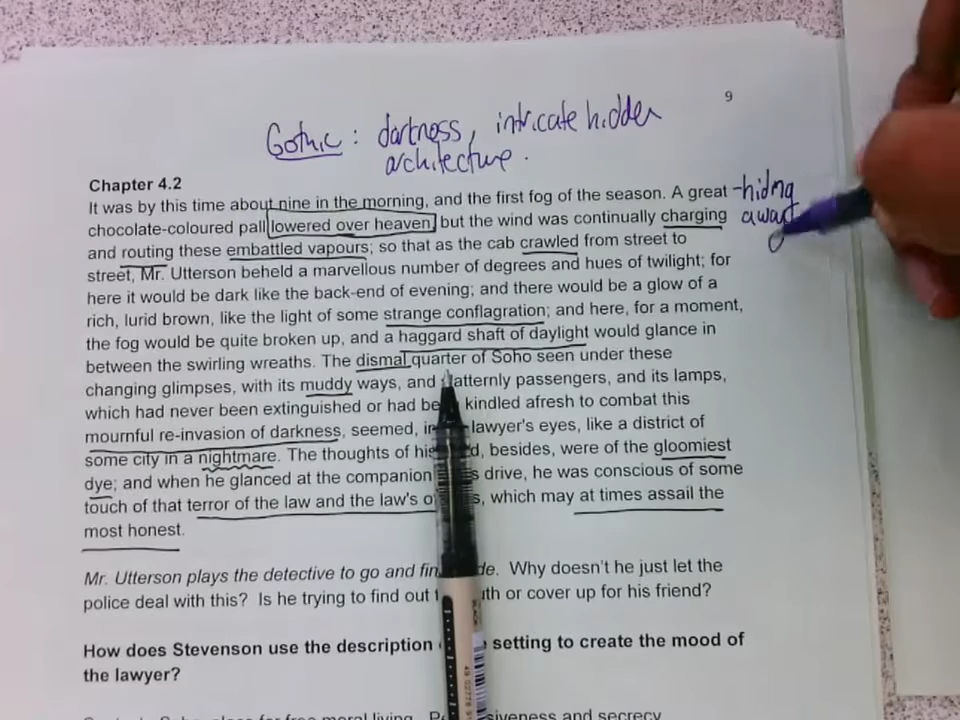 9
Gothic: darkness, intricate hidden
architecture.
Chapter 4.2
It was by this time about nine in the morning, and the first fog of the season. A great
chocolate-coloured pall lowered over heaven, but the wind was continually charging
and routing these embattled vapours; so that as the cab crawled from street to
street, Mr. Utterson beheld a marvellous number of degrees and hues of twilight; for
here it would be dark like the back-end of evening; and there would be a glow of a
rich, lurid brown, like the light of some strange conflagration; and here, for a moment,
the fog would be quite broken up, and a haggard shaft of daylight would glance in
between the swirling wreaths. The dismal quarter of Soho seen under these
changing glimpses, with its muddy ways, and slatternly passengers, and its lamps,
which had never been extinguished or had been kindled afresh to combat this
mournful re-invasion of darkness, seemed, in lawyer's eyes, like a district of
some city in a nightmare. The thoughts of his besides, were of the gloomiest
dye; and when he glanced at the companion drive, he was conscious of some
touch of that terror of the law and the law's which may at times assail the
most honest.
-hiding
away
Mr. Utterson plays the detective to go and find Why doesn't he just let the
police deal with this? Is he trying to find out or cover up for his friend?
How does Stevenson use the description setting to create the mood of
the lawyer?
place for free moral living. and secrecy